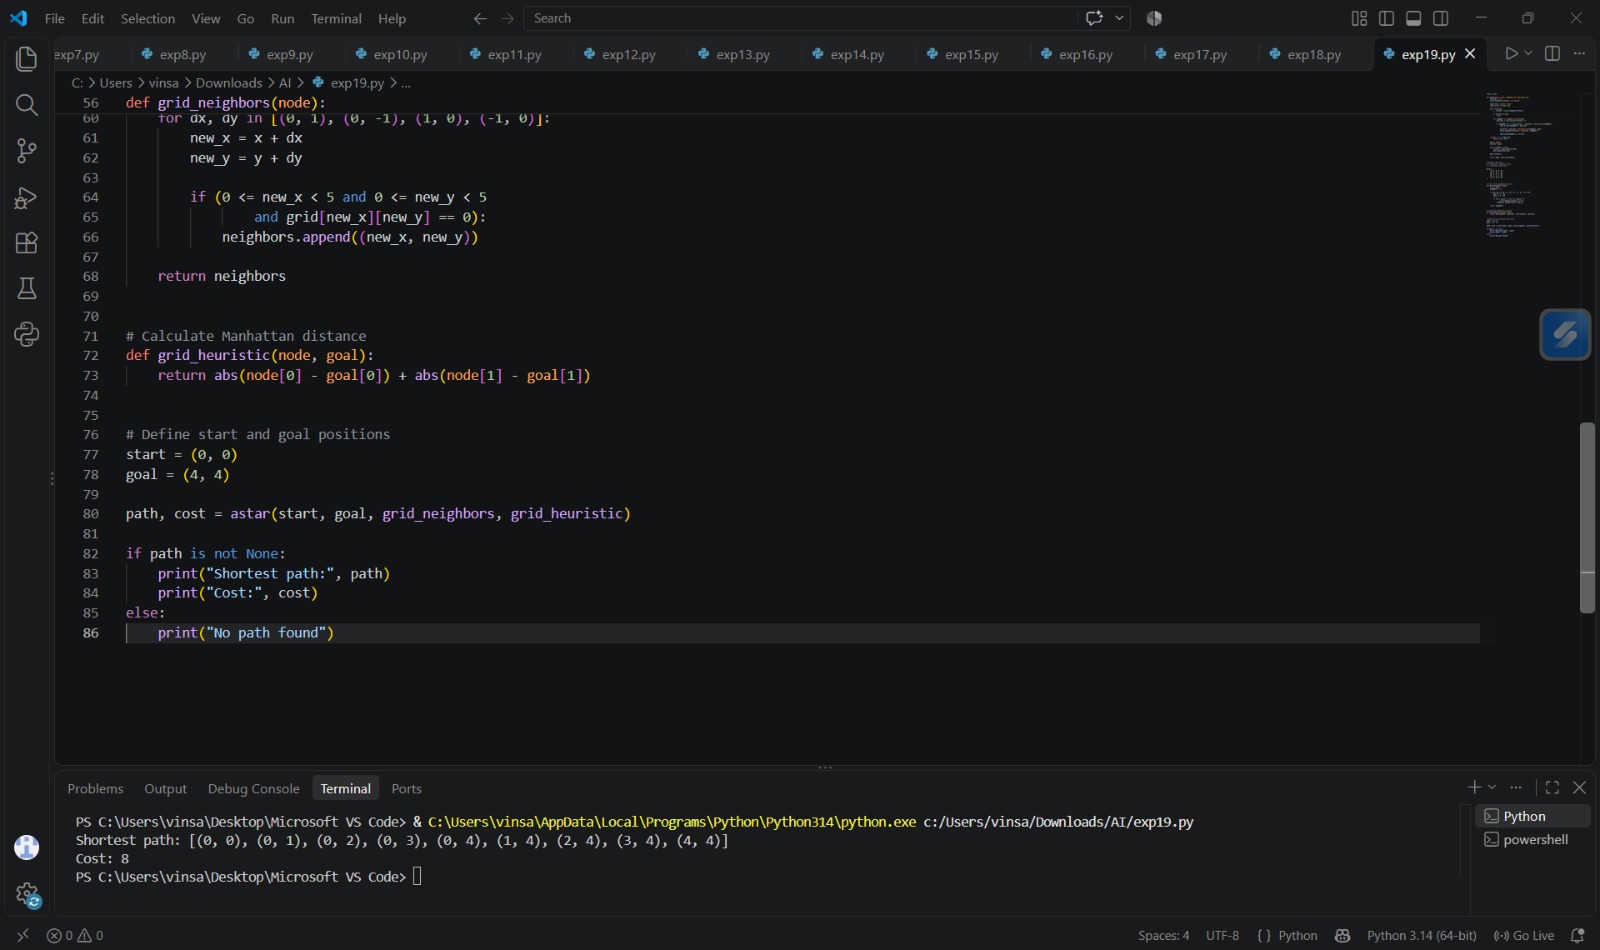 File Edit Selection View Go Run Terminal Help
Search
exp7.py exp8.py exp9.py exp10.py exp11.py exp12.py exp13.py exp14.py exp15.py exp16.py exp17.py exp18.py exp19.py
C: > Users > vinsa > Downloads > AI > exp19.py > ...
56 def grid_neighbors(node):
60 for dx, dy in [(0, 1), (0, -1), (1, 0), (-1, 0)]:
61 new_x = x + dx
62 new_y = y + dy
63
64 if (0 <= new_x < 5 and 0 <= new_y < 5
65 and grid[new_x][new_y] == 0):
66 neighbors.append((new_x, new_y))
67
68 return neighbors
69
70
71 # Calculate Manhattan distance
72 def grid_heuristic(node, goal):
73 return abs(node[0] - goal[0]) + abs(node[1] - goal[1])
74
75
76 # Define start and goal positions
77 start = (0, 0)
78 goal = (4, 4)
79
80 path, cost = astar(start, goal, grid_neighbors, grid_heuristic)
81
82 if path is not None:
83 print("Shortest path:", path)
84 print("Cost:", cost)
85 else:
86 print("No path found")
Problems Output Debug Console Terminal Ports
PS C:\Users\vinsa\Desktop\Microsoft VS Code> & C:\Users\vinsa\AppData\Local\Programs\Python\Python314\python.exe c:/Users/vinsa/Downloads/AI/exp19.py
Shortest path: [(0, 0), (0, 1), (0, 2), (0, 3), (0, 4), (1, 4), (2, 4), (3, 4), (4, 4)]
Cost: 8
PS C:\Users\vinsa\Desktop\Microsoft VS Code>
Python
powershell
0 0 Spaces: 4 UTF-8 { } Python Python 3.14 (64-bit) Go Live